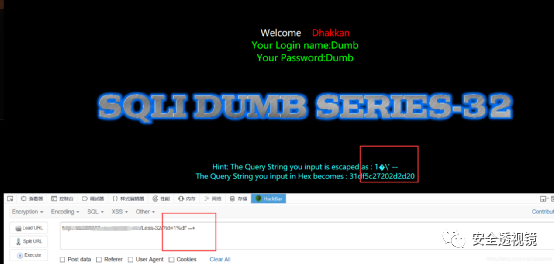 Welcome Dhakkan
Your Login name:Dumb
Your Password:Dumb
SQLI DUMB SERIES-32
Hint: The Query String you input is escaped as : 1�\' --
The Query String you input in Hex becomes : 31df5c27202d2d20
查看器 控制台 调试器 样式编辑器 性能 内存 网络 存储 HackBar
Encryption Encoding SQL XSS Other Contribut
Load URL
Split URL
Execute
/Less-32/?id=1%df' --+
Post data Referer User Agent Cookies Clear All
安全透视镜